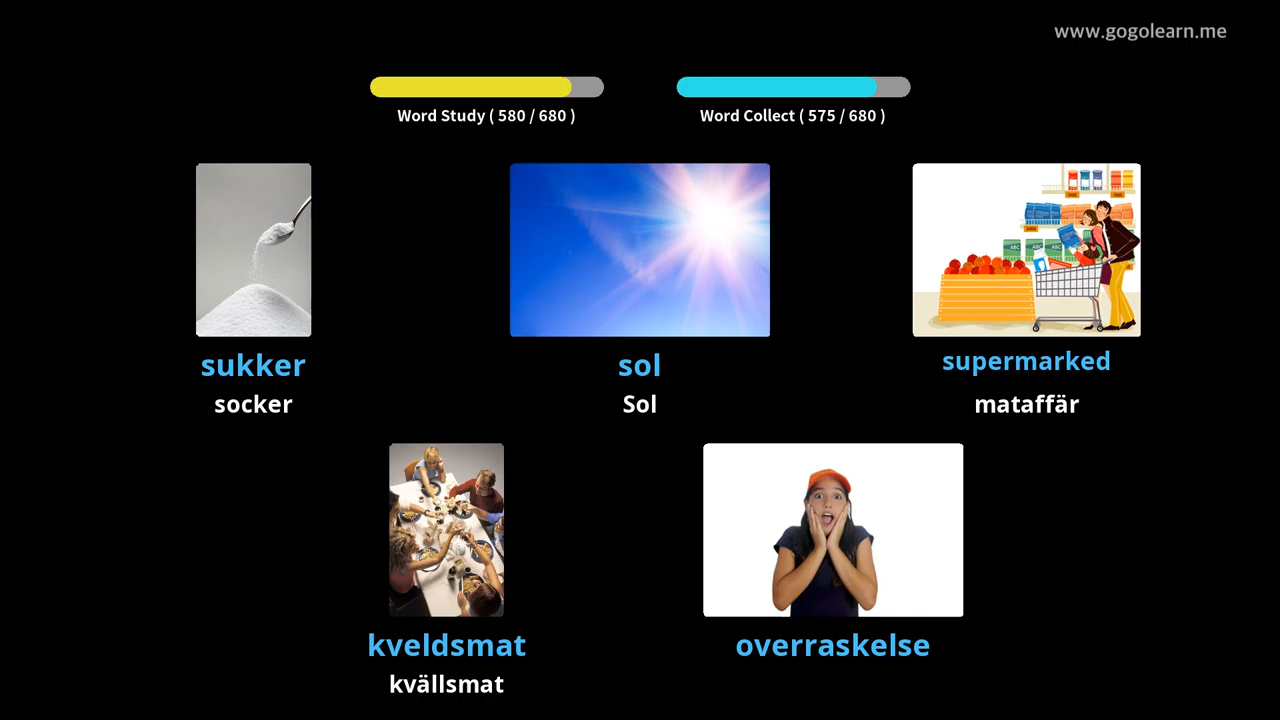 www.gogolearn.me
Word Study ( 580 / 680 )
Word Collect ( 575 / 680 )
sukker
sol
supermarked
socker
Sol
mataffär
kveldsmat
overraskelse
kvällsmat